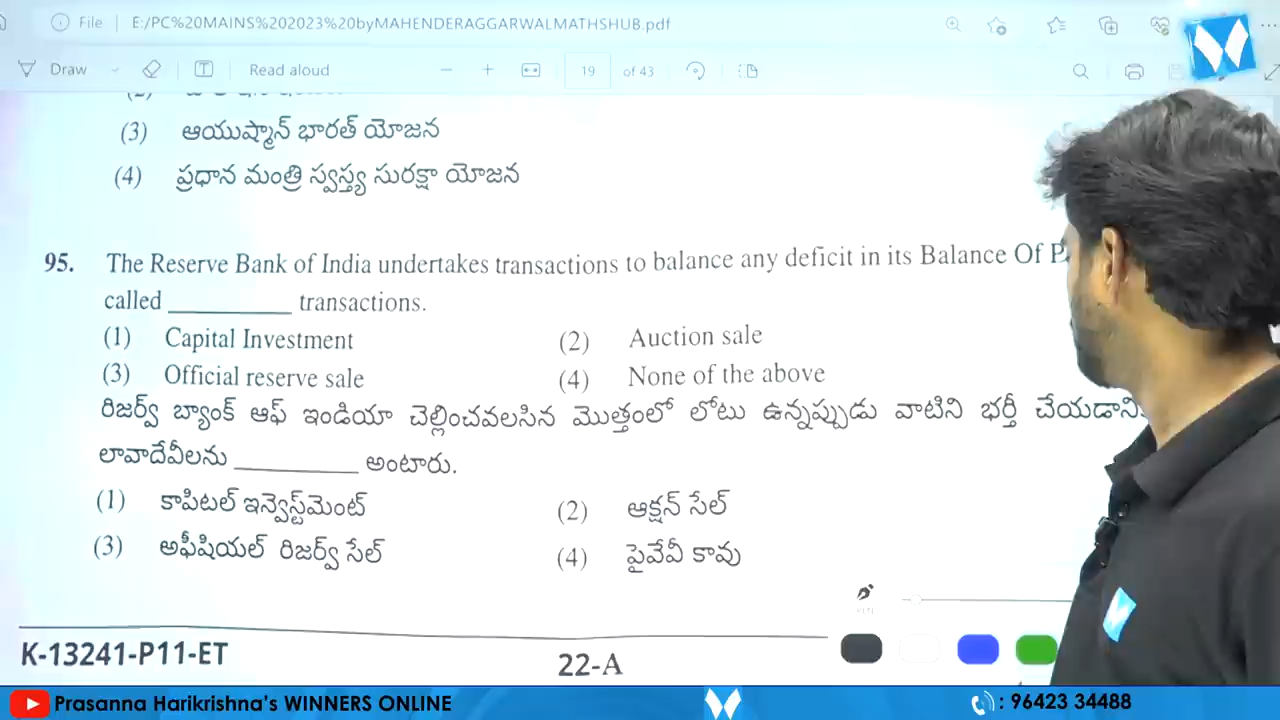 File E:/PC%20MAINS%202023%20byMAHENDERAGGARWALMATHSHUB.pdf
Draw Read aloud 19 of 43
(3) ఆయుష్మాన్ భారత్ యోజన
(4) ప్రధాన మంత్రి స్వస్త్య సురక్షా యోజన
95. The Reserve Bank of India undertakes transactions to balance any deficit in its Balance Of
called __________ transactions.
(1) Capital Investment (2) Auction sale
(3) Official reserve sale (4) None of the above
రిజర్వ్ బ్యాంక్ ఆఫ్ ఇండియా చెల్లించవలసిన మొత్తంలో లోటు ఉన్నప్పుడు వాటిని భర్తీ
లావాదేవీలను __________ అంటారు.
(1) కాపిటల్ ఇన్వెస్ట్‌మెంట్ (2) ఆక్షన్ సేల్
(3) అఫీషియల్ రిజర్వ్ సేల్ (4) పైవేవీ కావు
K-13241-P11-ET 22-A
Prasanna Harikrishna's WINNERS ONLINE : 96423 34488